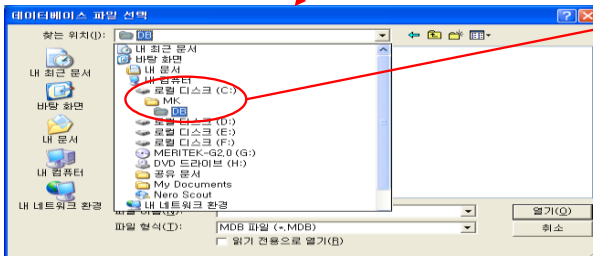 데이터베이스 파일 선택
찾는 위치(I):
DB
내 최근 문서
바탕 화면
내 문서
내 컴퓨터
로컬 디스크 (C:)
MK
DB
로컬 디스크 (D:)
로컬 디스크 (E:)
로컬 디스크 (F:)
MERITEK-G2,0 (G:)
DVD 드라이브 (H:)
공유 문서
My Documents
Nero Scout
내 네트워크 환경
내 최근 문서
바탕 화면
내 문서
내 컴퓨터
내 네트워크 환경
파일 이름(N):
열기(O)
파일 형식(T):
MDB 파일 (*,MDB)
취소
읽기 전용으로 열기(R)